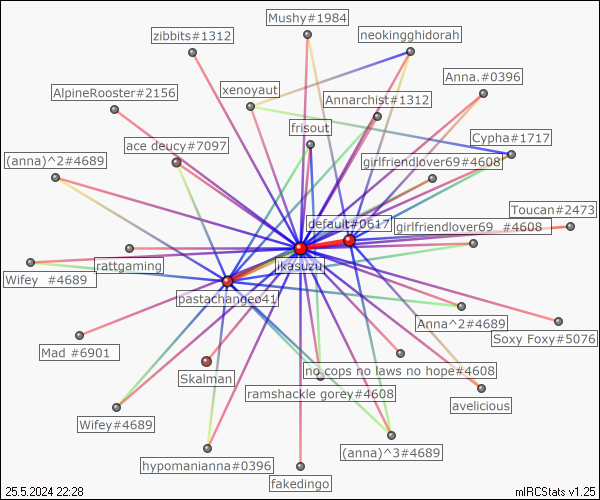 Mushy#1984
zibbits#1312
neokingghidorah
Anna.#0396
xenoyaut
AlpineRooster#2156
Annarchist#1312
frisout
Cypha#1717
ace deucy#7097
(anna)^2#4689
girlfriendlover69#4608
Toucan#2473
default#0617
girlfriendlover69_#4608
rattgaming
ikasuzu
Wifey_#4689
pastachangeo41
Anna^2#4689
Soxy Foxy#5076
Mad_#6901
no cops no laws no hope#4608
Skalman
ramshackle gorey#4608
avelicious
Wifey#4689
(anna)^3#4689
hypomanianna#0396
fakedingo
25.5.2024 22:28
mIRCStats v1.25